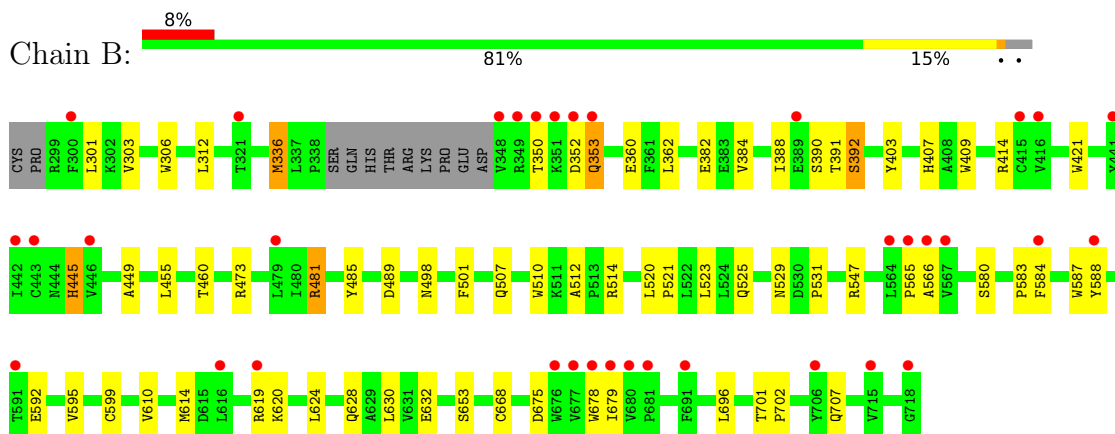 8%
Chain B:
81%
15%
CYS PRO R299 F300 L301 K302 V303 W306 L312 T321 M336 L337 P338 SER GLN HIS THR ARG LYS PRO GLU ASP V348 R349 T350 K351 D352 Q353 E360 F361 L362 E382 E383 V384 I388 E389 S390 T391 S392 Y403 H407 A408 W409 R414 C415 V416 W421 Y441
I442 C443 N444 H445 V446 A449 L455 T460 R473 L479 I480 R481 Y485 D489 N498 F501 Q507 W510 K511 A512 P513 R514 L520 P521 L522 L523 L524 Q525 N529 D530 P531 R547 L564 P565 A566 V567 S580 P583 F584 W587 Y588
T591 E592 V595 C599 V610 M614 D615 L616 R619 K620 L624 Q628 A629 L630 V631 E632 S653 C668 D675 W676 V677 W678 I679 V680 P681 F691 L696 T701 P702 Y706 Q707 V715 G718